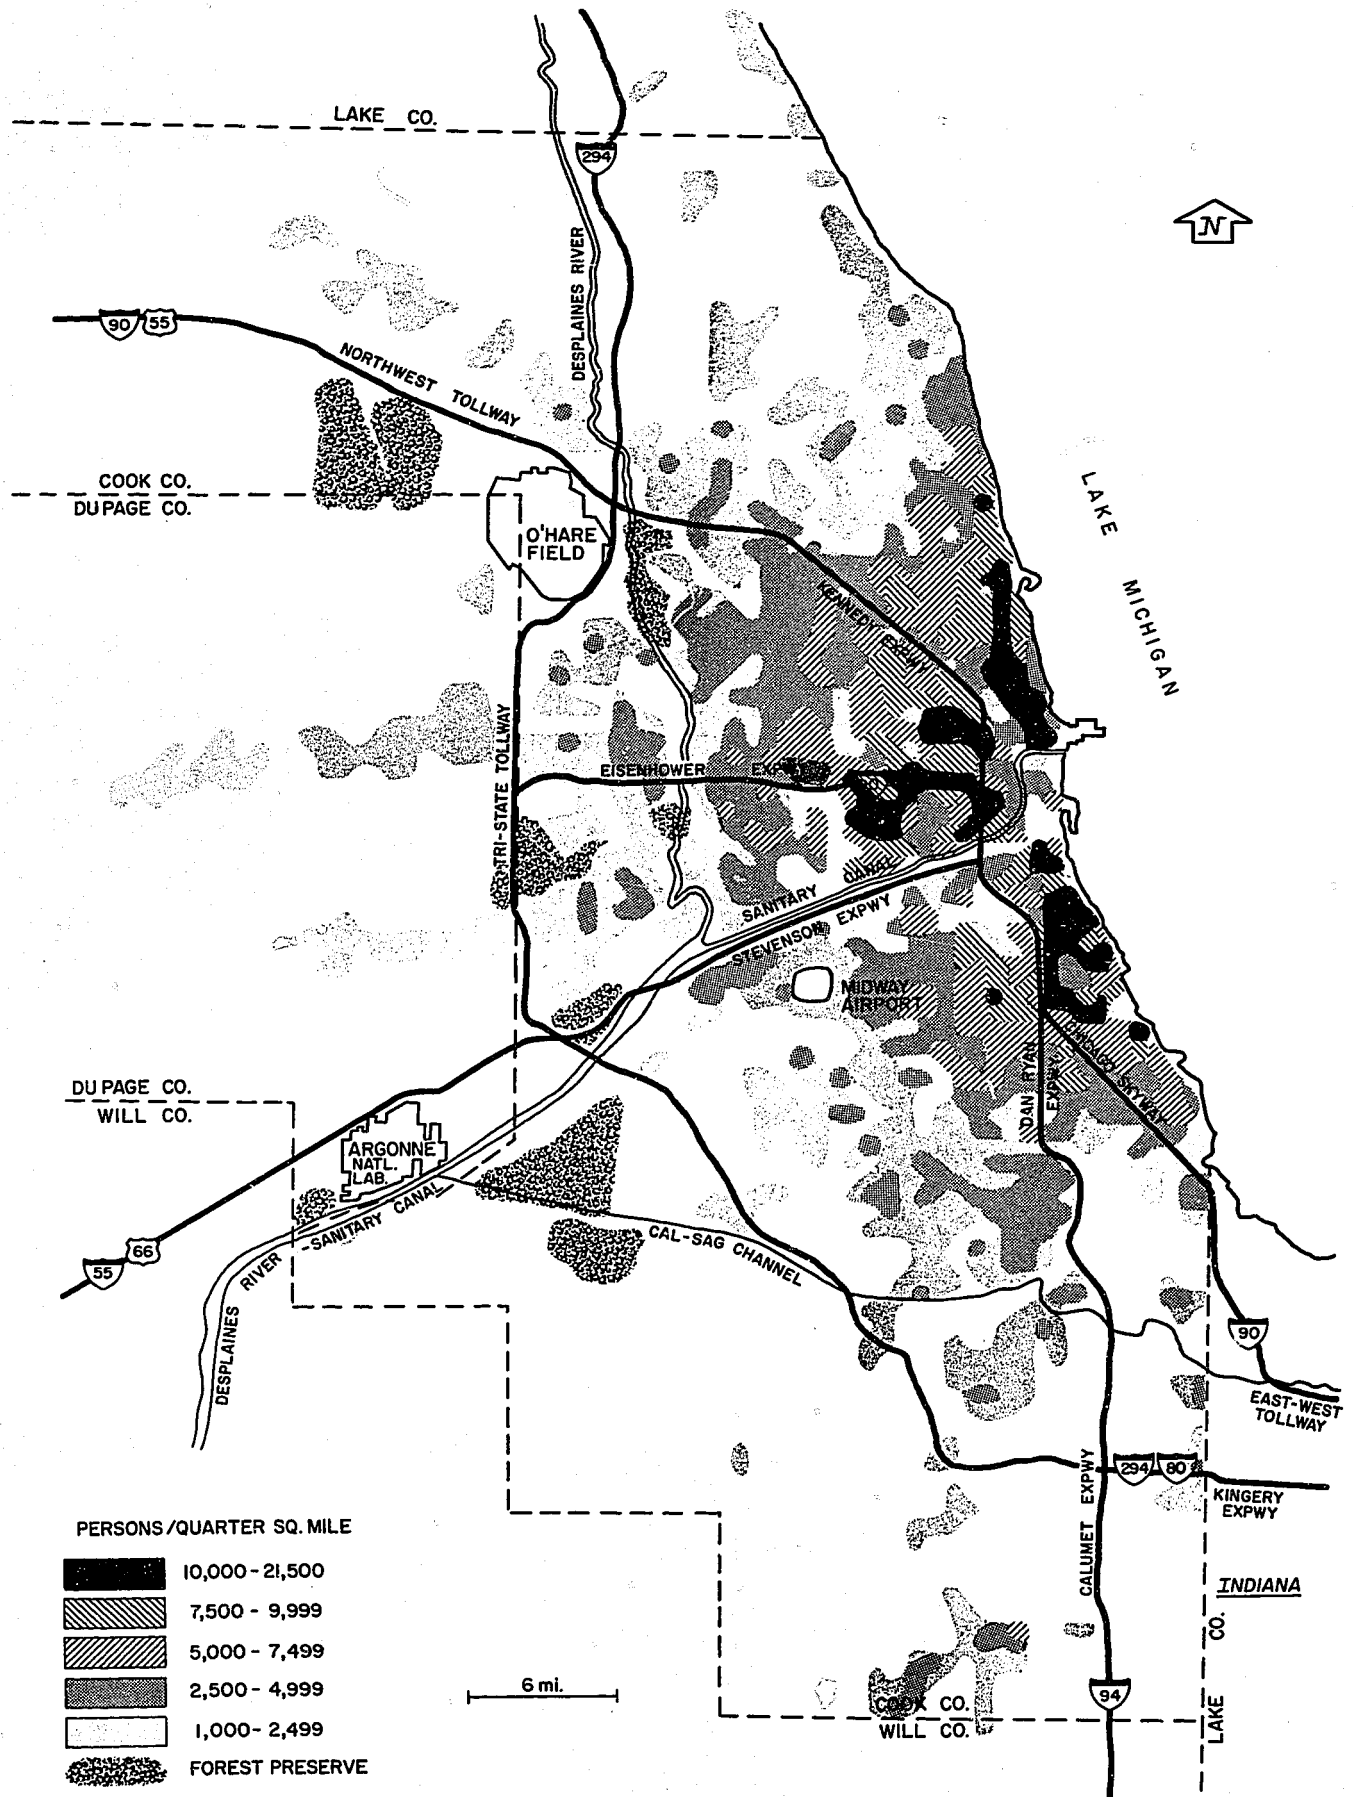 LAKE CO.
294
N
DESPLAINES RIVER
90
55
NORTHWEST TOLLWAY
COOK CO.
DU PAGE CO.
O'HARE
FIELD
LAKE MICHIGAN
KENNEDY EXPWY
TRI-STATE TOLLWAY
EISENHOWER EXPWY
SANITARY CANAL
STEVENSON EXPWY
MIDWAY
AIRPORT
DAN RYAN
EXPWY
CHICAGO SKYWAY
DU PAGE CO.
WILL CO.
ARGONNE
NATL.
LAB.
66
55
DESPLAINES RIVER -SANITARY CANAL
CAL-SAG CHANNEL
90
EAST-WEST
TOLLWAY
CALUMET EXPWY
294
80
KINGERY
EXPWY
INDIANA
LAKE CO.
94
COOK CO.
WILL CO.
6 mi.
PERSONS/QUARTER SQ. MILE
10,000-21,500
7,500 - 9,999
5,000 - 7,499
2,500 - 4,999
1,000- 2,499
FOREST PRESERVE